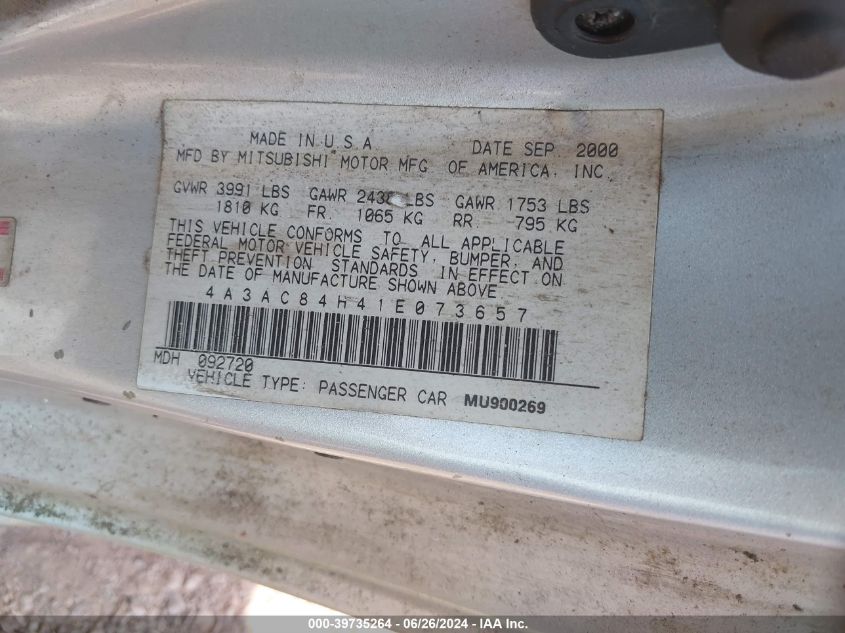 MADE IN U.S.A. DATE SEP. 2000
MFD BY MITSUBISHI MOTOR MFG OF AMERICA, INC.
GVWR 3991 LBS GAWR LBS GAWR 1753 LBS
1810 KG FR. 1065 KG RR. 795 KG
THIS VEHICLE CONFORMS TO ALL APPLICABLE
FEDERAL MOTOR VEHICLE SAFETY, BUMPER, AND
THEFT PREVENTION STANDARDS IN EFFECT ON
THE DATE OF MANUFACTURE SHOWN ABOVE
4A3AC84H41E073657
MDH 092720
VEHICLE TYPE: PASSENGER CAR MU900269
000-39735264 - 06/26/2024 - IAA Inc.